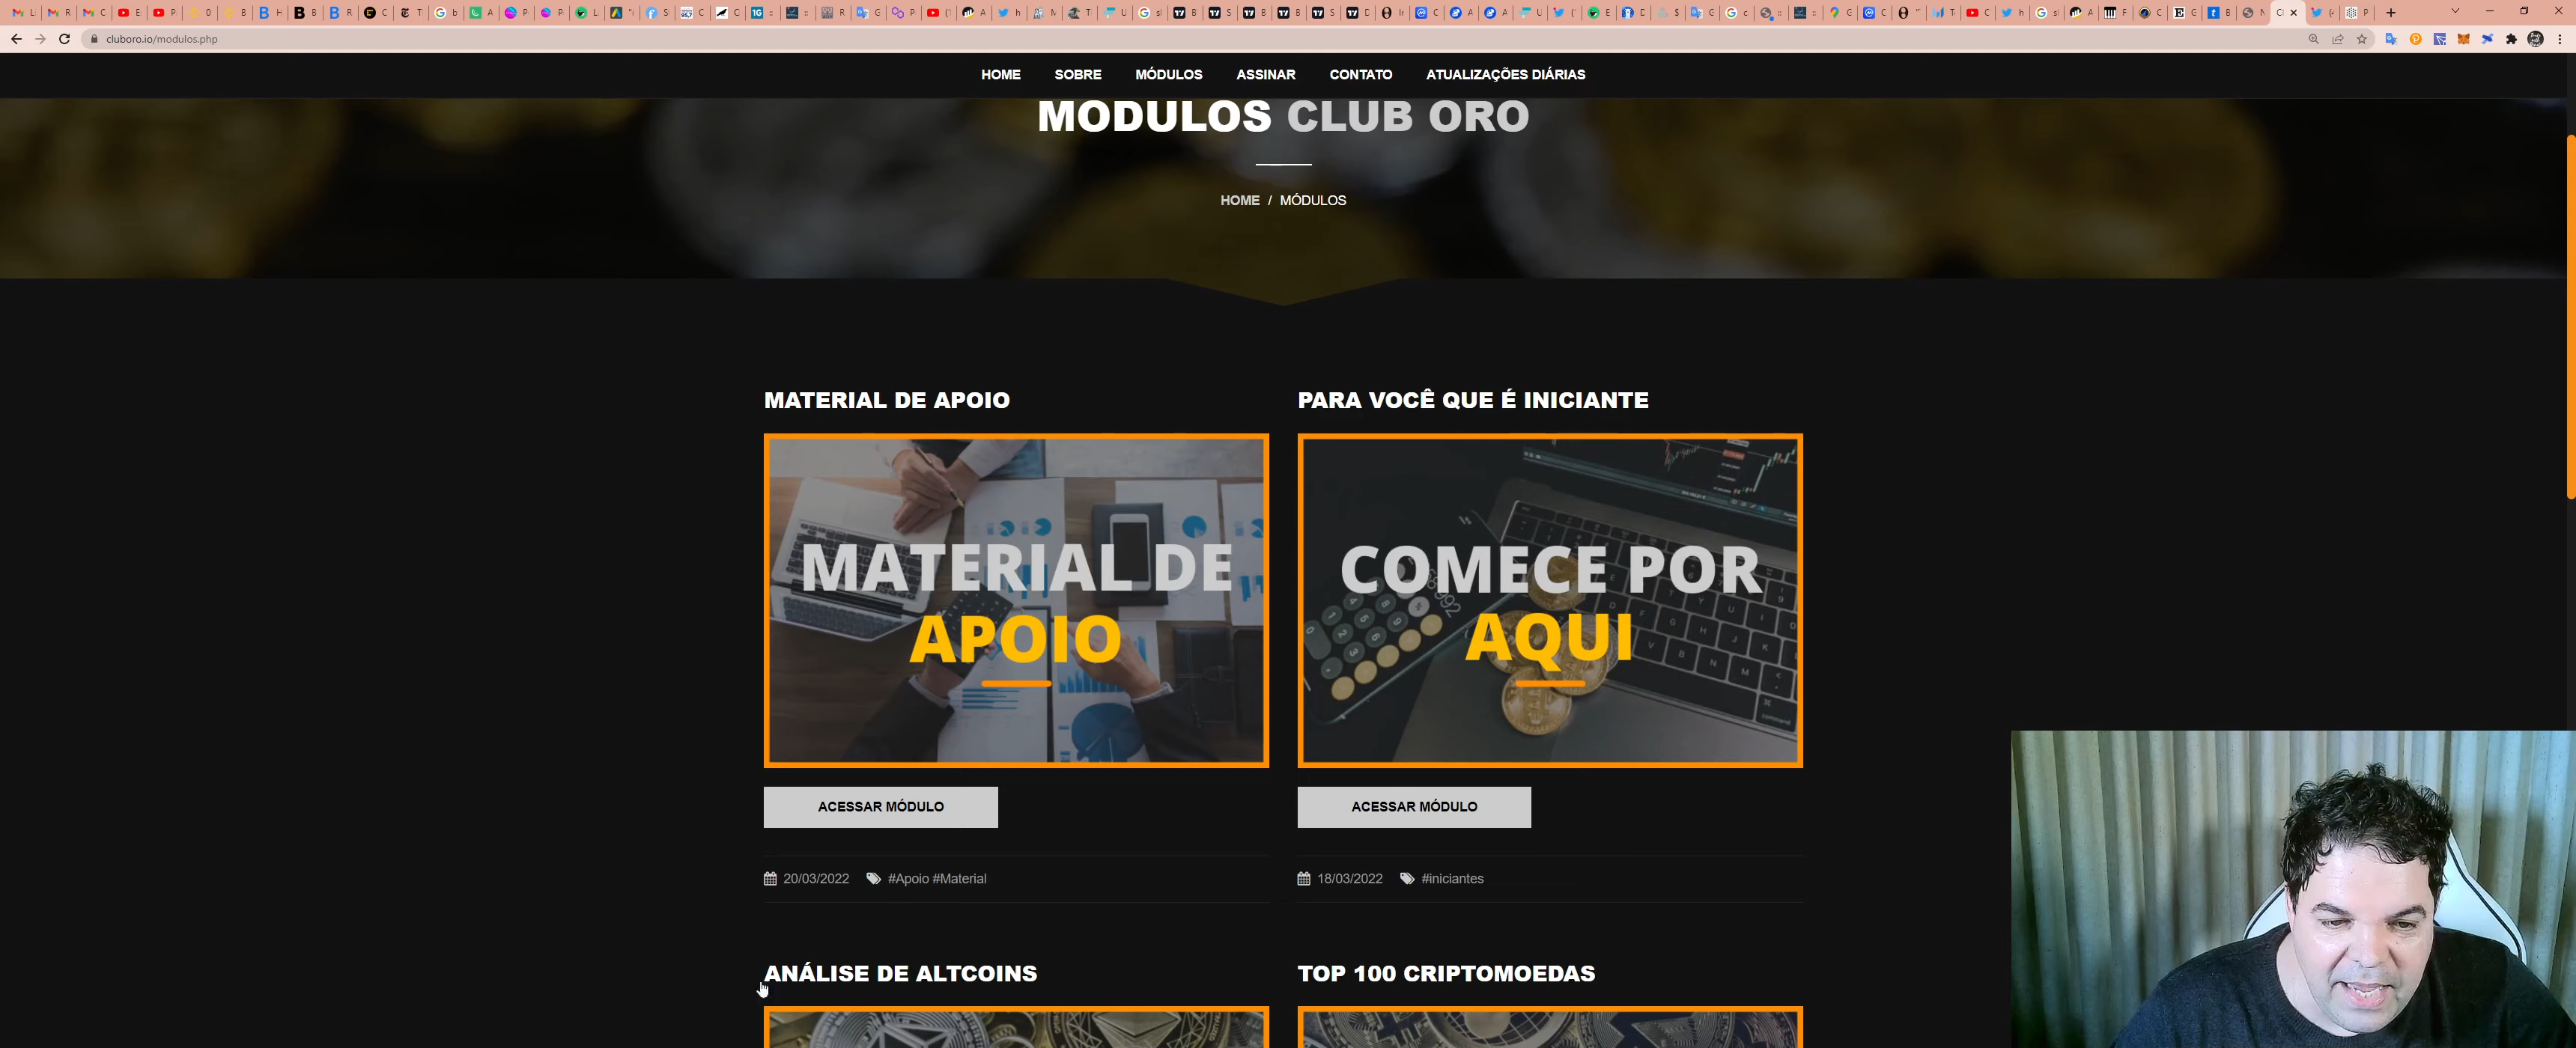 cluboro.io/modulos.php
HOME SOBRE MÓDULOS ASSINAR CONTATO ATUALIZAÇÕES DIÁRIAS
MODULOS CLUB ORO
HOME / MÓDULOS
MATERIAL DE APOIO
PARA VOCÊ QUE É INICIANTE
MATERIAL DE
APOIO
COMECE POR
AQUI
ACESSAR MÓDULO
ACESSAR MÓDULO
20/03/2022 #Apoio #Material
18/03/2022 #iniciantes
ANÁLISE DE ALTCOINS
TOP 100 CRIPTOMOEDAS